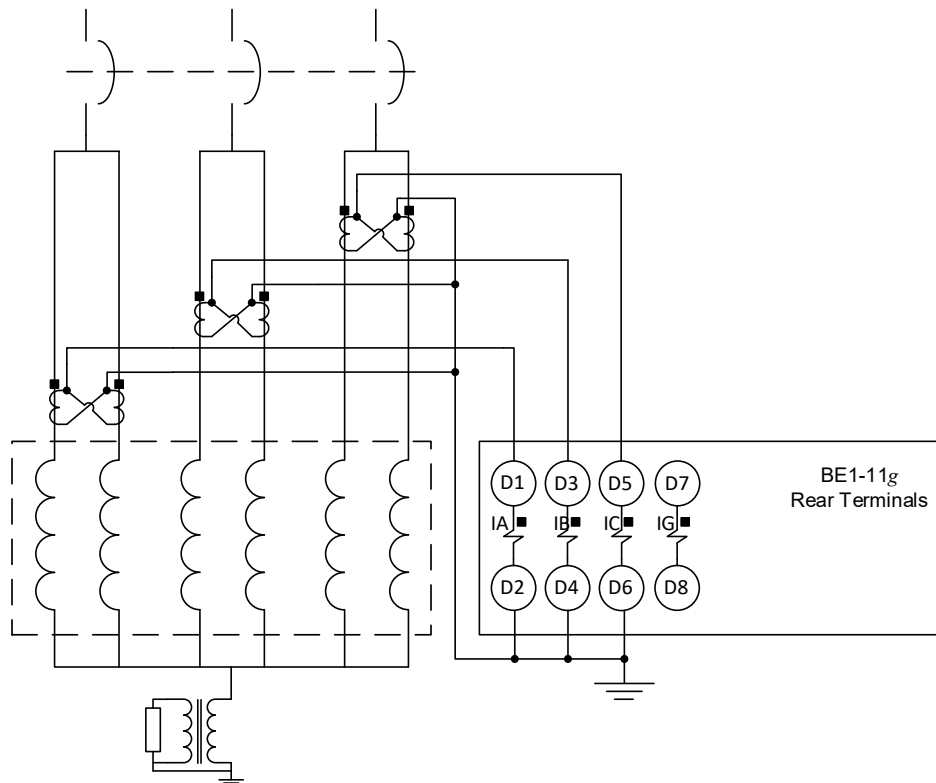 BE1-11g
Rear Terminals
D1 D3 D5 D7
IA IB IC IG
D2 D4 D6 D8